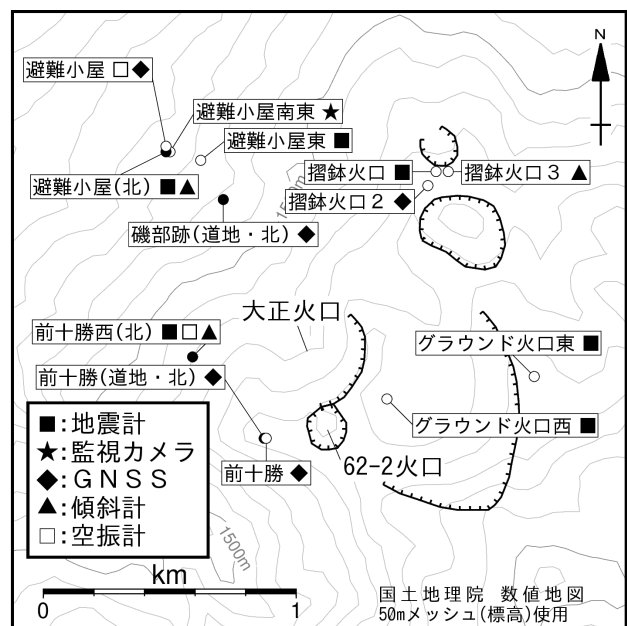 N
避難小屋 □◆
避難小屋南東 ★
避難小屋東 ■
避難小屋(北) ■▲
摺鉢火口 ■
摺鉢火口3 ▲
摺鉢火口2 ◆
磯部跡(道地・北) ◆
大正火口
前十勝西(北) ■□▲
グラウンド火口東 ■
前十勝(道地・北) ◆
グラウンド火口西 ■
前十勝 ◆
62-2火口
■:地震計
★:監視カメラ
◆:GNSS
▲:傾斜計
□:空振計
1500m
km
0 1
国土地理院 数値地図
50mメッシュ(標高)使用